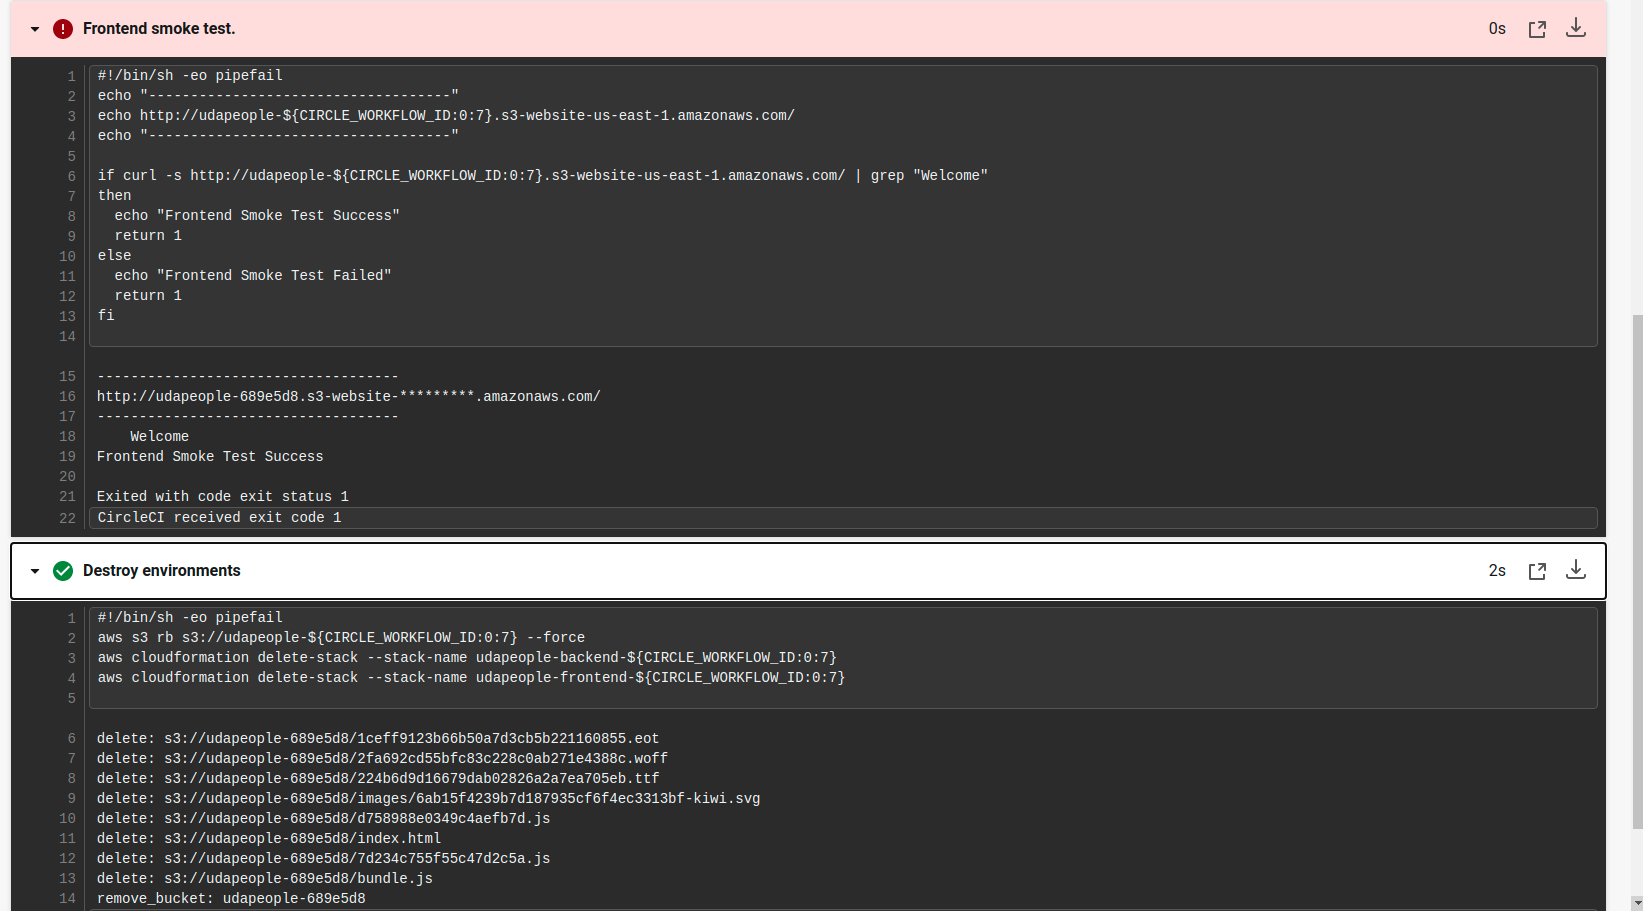 Frontend smoke test.
0s
1 #!/bin/sh -eo pipefail
2 echo "------------------------------------"
3 echo http://udapeople-${CIRCLE_WORKFLOW_ID:0:7}.s3-website-us-east-1.amazonaws.com/
4 echo "------------------------------------"
5
6 if curl -s http://udapeople-${CIRCLE_WORKFLOW_ID:0:7}.s3-website-us-east-1.amazonaws.com/ | grep "Welcome"
7 then
8   echo "Frontend Smoke Test Success"
9   return 1
10 else
11   echo "Frontend Smoke Test Failed"
12   return 1
13 fi
14
15 ------------------------------------
16 http://udapeople-689e5d8.s3-website-*********.amazonaws.com/
17 ------------------------------------
18     Welcome
19 Frontend Smoke Test Success
20
21 Exited with code exit status 1
22 CircleCI received exit code 1
Destroy environments
2s
1 #!/bin/sh -eo pipefail
2 aws s3 rb s3://udapeople-${CIRCLE_WORKFLOW_ID:0:7} --force
3 aws cloudformation delete-stack --stack-name udapeople-backend-${CIRCLE_WORKFLOW_ID:0:7}
4 aws cloudformation delete-stack --stack-name udapeople-frontend-${CIRCLE_WORKFLOW_ID:0:7}
5
6 delete: s3://udapeople-689e5d8/1ceff9123b66b50a7d3cb5b221160855.eot
7 delete: s3://udapeople-689e5d8/2fa692cd55bfc83c228c0ab271e4388c.woff
8 delete: s3://udapeople-689e5d8/224b6d9d16679dab02826a2a7ea705eb.ttf
9 delete: s3://udapeople-689e5d8/images/6ab15f4239b7d187935cf6f4ec3313bf-kiwi.svg
10 delete: s3://udapeople-689e5d8/d758988e0349c4aefb7d.js
11 delete: s3://udapeople-689e5d8/index.html
12 delete: s3://udapeople-689e5d8/7d234c755f55c47d2c5a.js
13 delete: s3://udapeople-689e5d8/bundle.js
14 remove_bucket: udapeople-689e5d8